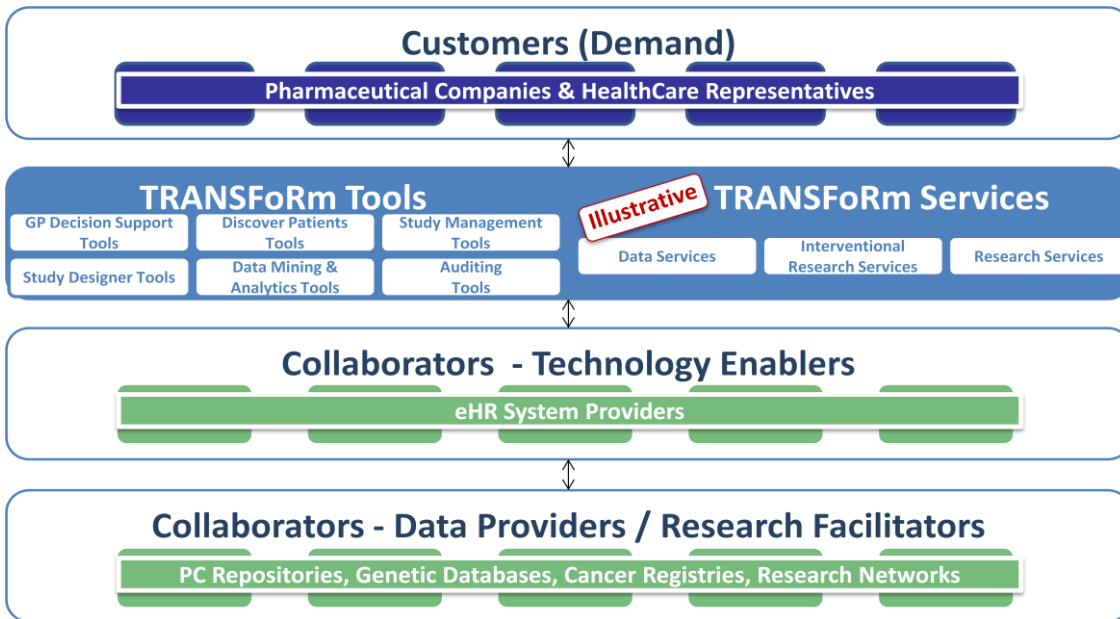 Customers (Demand)
Pharmaceutical Companies & HealthCare Representatives
TRANSFoRm Tools
GP Decision Support
Tools
Discover Patients
Tools
Study Management
Tools
Study Designer Tools
Data Mining &
Analytics Tools
Auditing
Tools
Illustrative
TRANSFoRm Services
Data Services
Interventional
Research Services
Research Services
Collaborators - Technology Enablers
eHR System Providers
Collaborators - Data Providers / Research Facilitators
PC Repositories, Genetic Databases, Cancer Registries, Research Networks